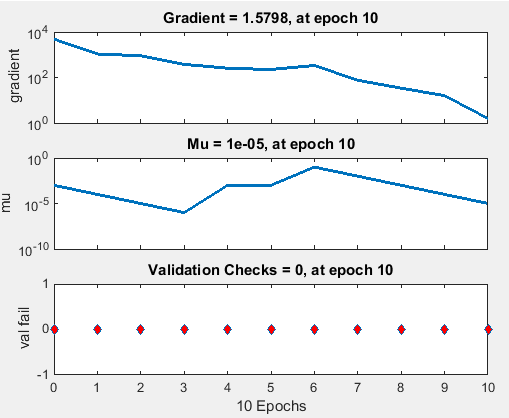 Gradient = 1.5798, at epoch 10
10^4
10^2
10^0
gradient
Mu = 1e-05, at epoch 10
10^0
10^-5
10^-10
mu
Validation Checks = 0, at epoch 10
1
0
-1
val fail
0 1 2 3 4 5 6 7 8 9 10
10 Epochs